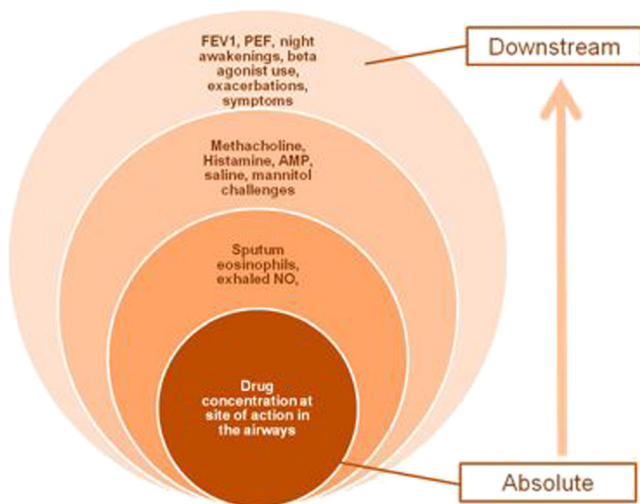 FEV1, PEF, night
awakenings, beta
agonist use,
exacerbations,
symptoms
Downstream
Methacholine,
Histamine, AMP,
saline, mannitol
challenges
Sputum
eosinophils,
exhaled NO,
Drug
concentration at
site of action in
the airways
Absolute